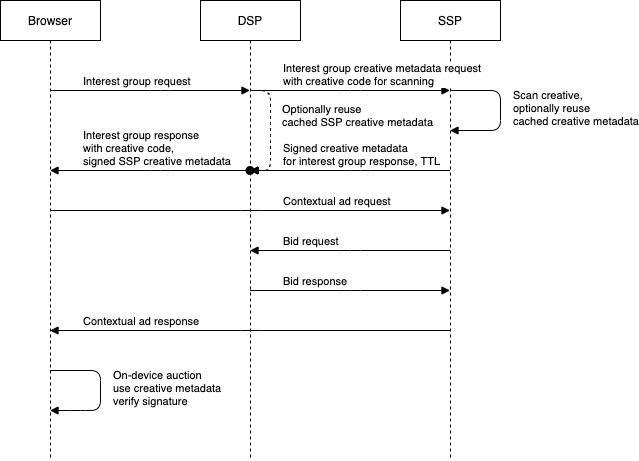 Browser
DSP
SSP
Interest group request
Interest group creative metadata request
with creative code for scanning
Scan creative,
optionally reuse
cached creative metadata
Optionally reuse
cached SSP creative metadata
Interest group response
with creative code,
signed SSP creative metadata
Signed creative metadata
for interest group response, TTL
Contextual ad request
Bid request
Bid response
Contextual ad response
On-device auction
use creative metadata
verify signature